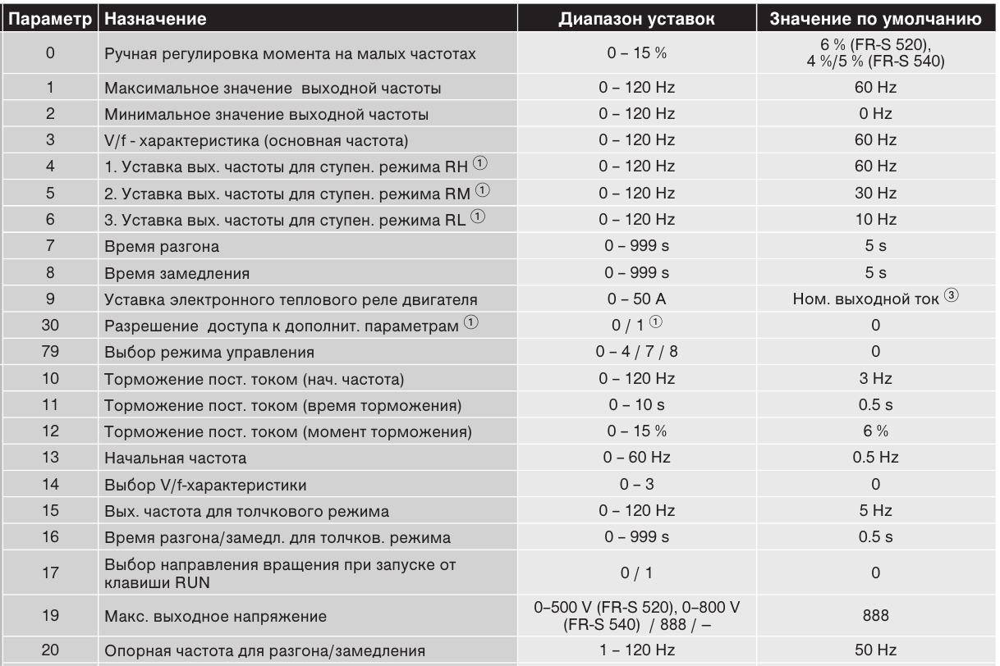 Параметр Назначение Диапазон уставок Значение по умолчанию
0 Ручная регулировка момента на малых частотах 0 – 15 % 6 % (FR-S 520),
4 %/5 % (FR-S 540)
1 Максимальное значение выходной частоты 0 – 120 Hz 60 Hz
2 Минимальное значение выходной частоты 0 – 120 Hz 0 Hz
3 V/f - характеристика (основная частота) 0 – 120 Hz 60 Hz
4 1. Уставка вых. частоты для ступен. режима RH ① 0 – 120 Hz 60 Hz
5 2. Уставка вых. частоты для ступен. режима RM ① 0 – 120 Hz 30 Hz
6 3. Уставка вых. частоты для ступен. режима RL ① 0 – 120 Hz 10 Hz
7 Время разгона 0 – 999 s 5 s
8 Время замедления 0 – 999 s 5 s
9 Уставка электронного теплового реле двигателя 0 – 50 A Ном. выходной ток ③
30 Разрешение доступа к дополнит. параметрам ① 0 / 1 ① 0
79 Выбор режима управления 0 – 4 / 7 / 8 0
10 Торможение пост. током (нач. частота) 0 – 120 Hz 3 Hz
11 Торможение пост. током (время торможения) 0 – 10 s 0.5 s
12 Торможение пост. током (момент торможения) 0 – 15 % 6 %
13 Начальная частота 0 – 60 Hz 0.5 Hz
14 Выбор V/f-характеристики 0 – 3 0
15 Вых. частота для толчкового режима 0 – 120 Hz 5 Hz
16 Время разгона/замедл. для толчков. режима 0 – 999 s 0.5 s
17 Выбор направления вращения при запуске от
клавиши RUN 0 / 1 0
19 Макс. выходное напряжение 0–500 V (FR-S 520), 0–800 V
(FR-S 540) / 888 / – 888
20 Опорная частота для разгона/замедления 1 – 120 Hz 50 Hz